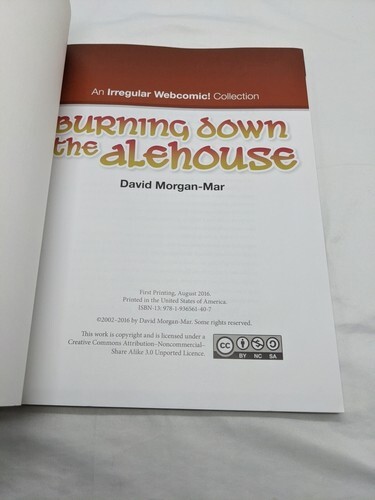 An Irregular Webcomic! Collection
BURNING DOWN
the ALEHOUSE
David Morgan-Mar
First Printing, August 2016.
Printed in the United States of America.
ISBN-13: 978-1-936561-40-7
©2002–2016 by David Morgan-Mar. Some rights reserved.
This work is copyright and is licensed under a
Creative Commons Attribution–Noncommercial–
Share Alike 3.0 Unported Licence.
cc
BY NC SA